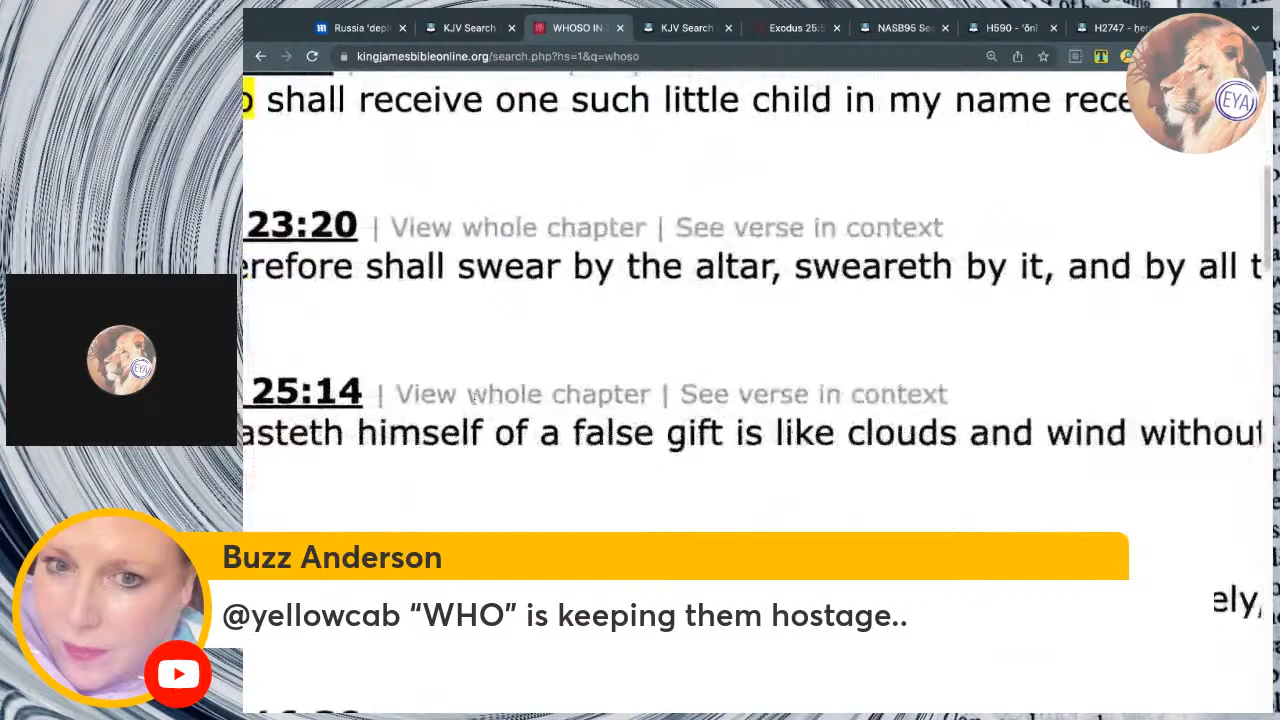 Russia 'depl
KJV Search
WHOSO IN
KJV Search
Exodus 25:
NASB95 Se
H590 - 'ŏnî
H2747 - ḥe
kingjamesbibleonline.org/search.php?hs=1&q=whoso
shall receive one such little child in my name rece
EYA
23:20 | View whole chapter | See verse in context
erefore shall swear by the altar, sweareth by it, and by all t
25:14 | View whole chapter | See verse in context
asteth himself of a false gift is like clouds and wind without
EYA
Buzz Anderson
ely,
@yellowcab “WHO” is keeping them hostage..